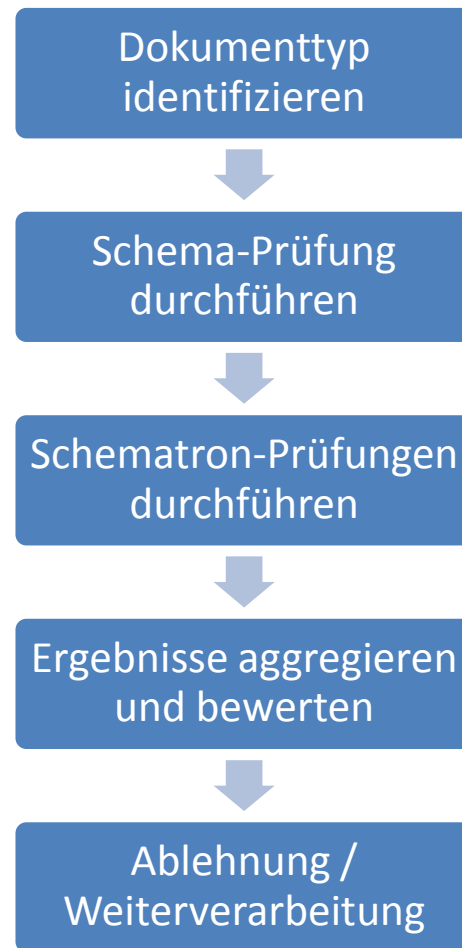 Dokumenttyp
identifizieren
Schema-Prüfung
durchführen
Schematron-Prüfungen
durchführen
Ergebnisse aggregieren
und bewerten
Ablehnung /
Weiterverarbeitung